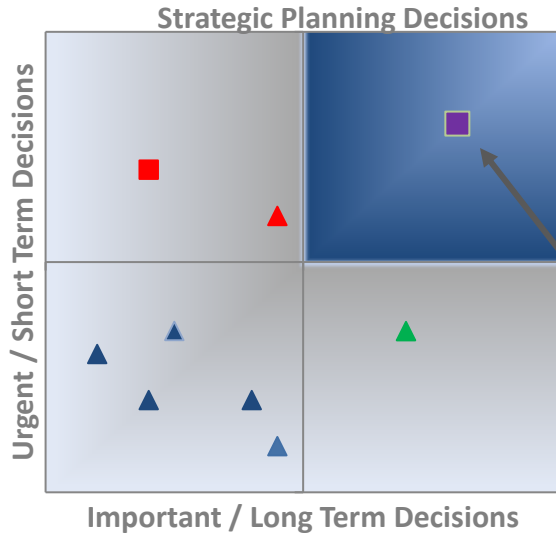 Strategic Planning Decisions
Urgent / Short Term Decisions
Important / Long Term Decisions